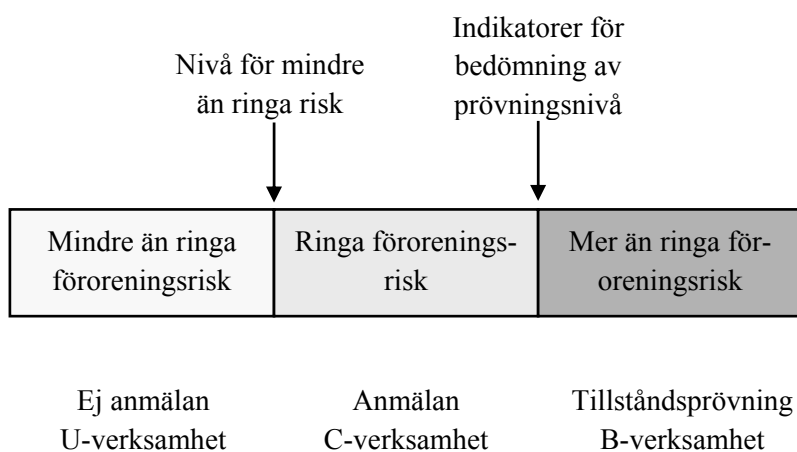 Nivå för mindre
än ringa risk
Indikatorer för
bedömning av
prövningsnivå
Mindre än ringa
föroreningsrisk
Ringa förorenings-
risk
Mer än ringa för-
oreningsrisk
Ej anmälan
U-verksamhet
Anmälan
C-verksamhet
Tillståndsprövning
B-verksamhet